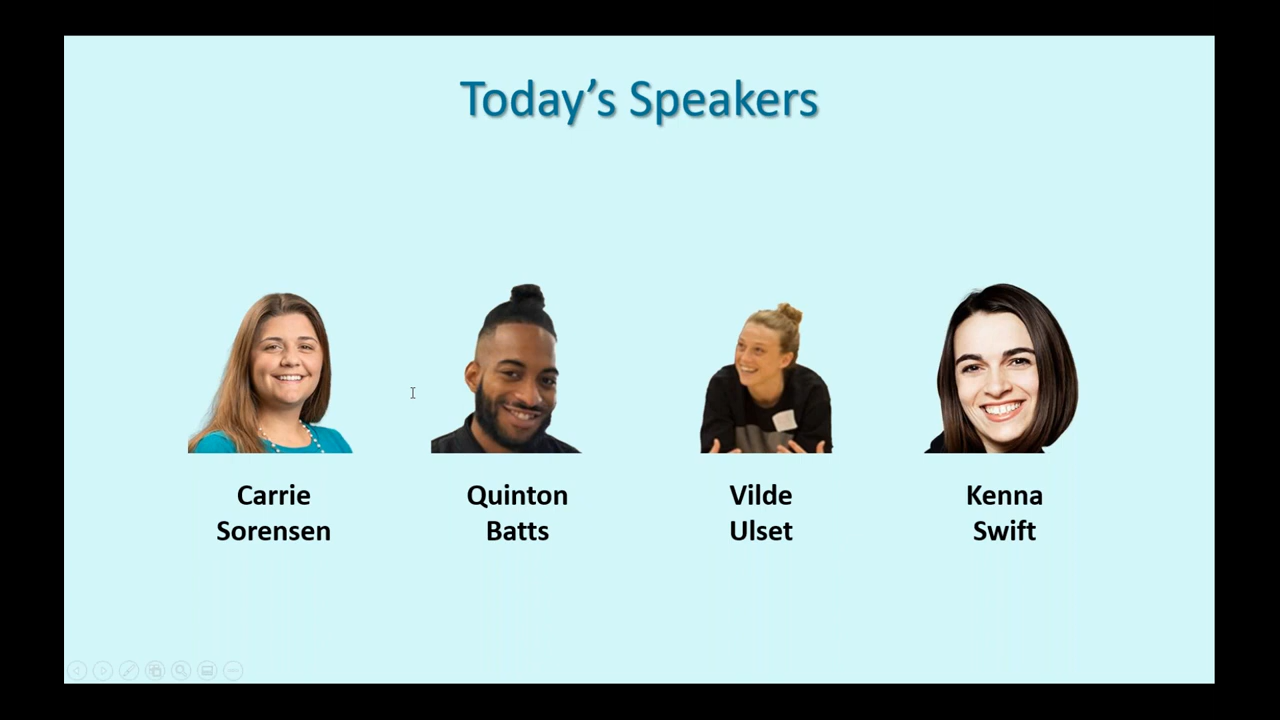 Today’s Speakers
Carrie
Sorensen
Quinton
Batts
Vilde
Ulset
Kenna
Swift